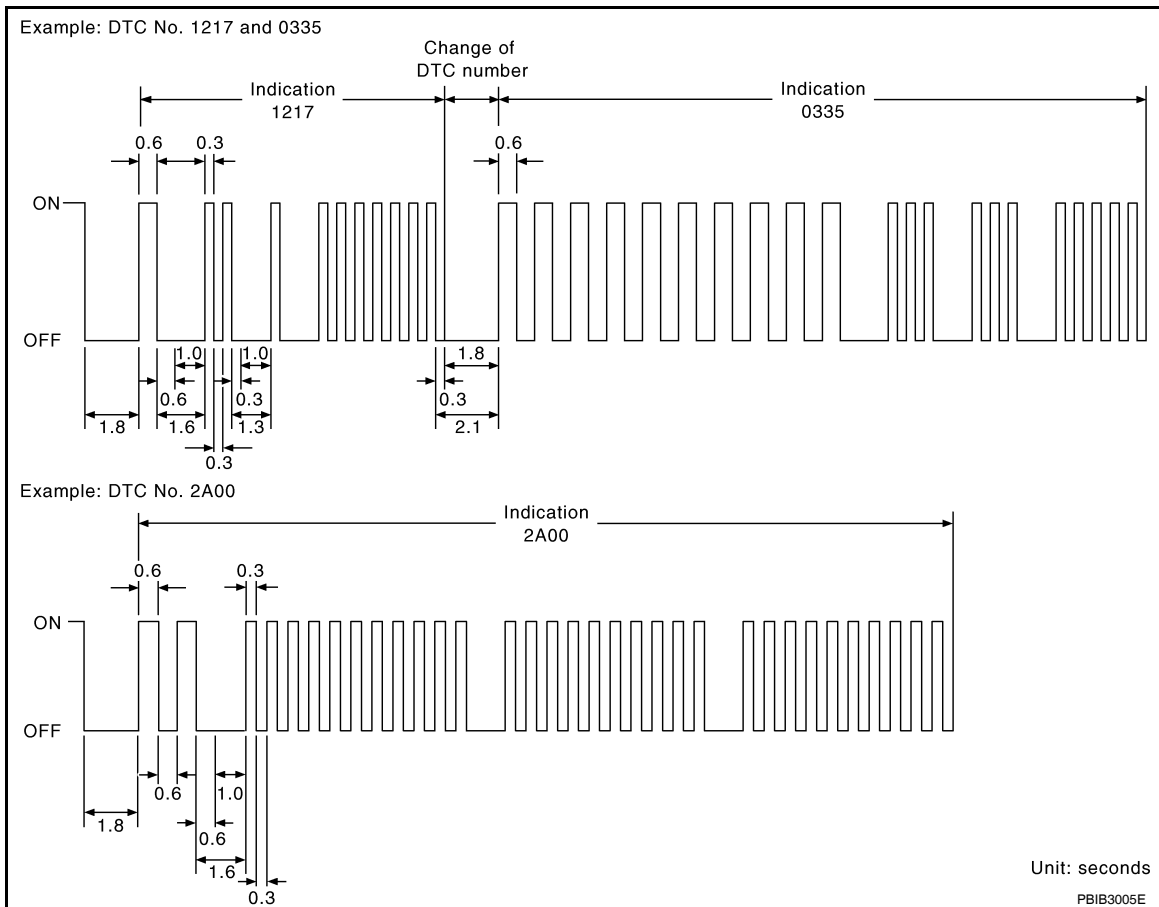 Example: DTC No. 1217 and 0335
Change of
DTC number
Indication
1217
Indication
0335
0.6
0.3
0.6
ON
OFF
1.0
1.0
1.8
0.6
0.3
0.3
1.8
1.6
1.3
2.1
0.3
Example: DTC No. 2A00
Indication
2A00
0.6
0.3
ON
OFF
0.6
1.0
1.8
0.6
1.6
0.3
Unit: seconds
PBIB3005E